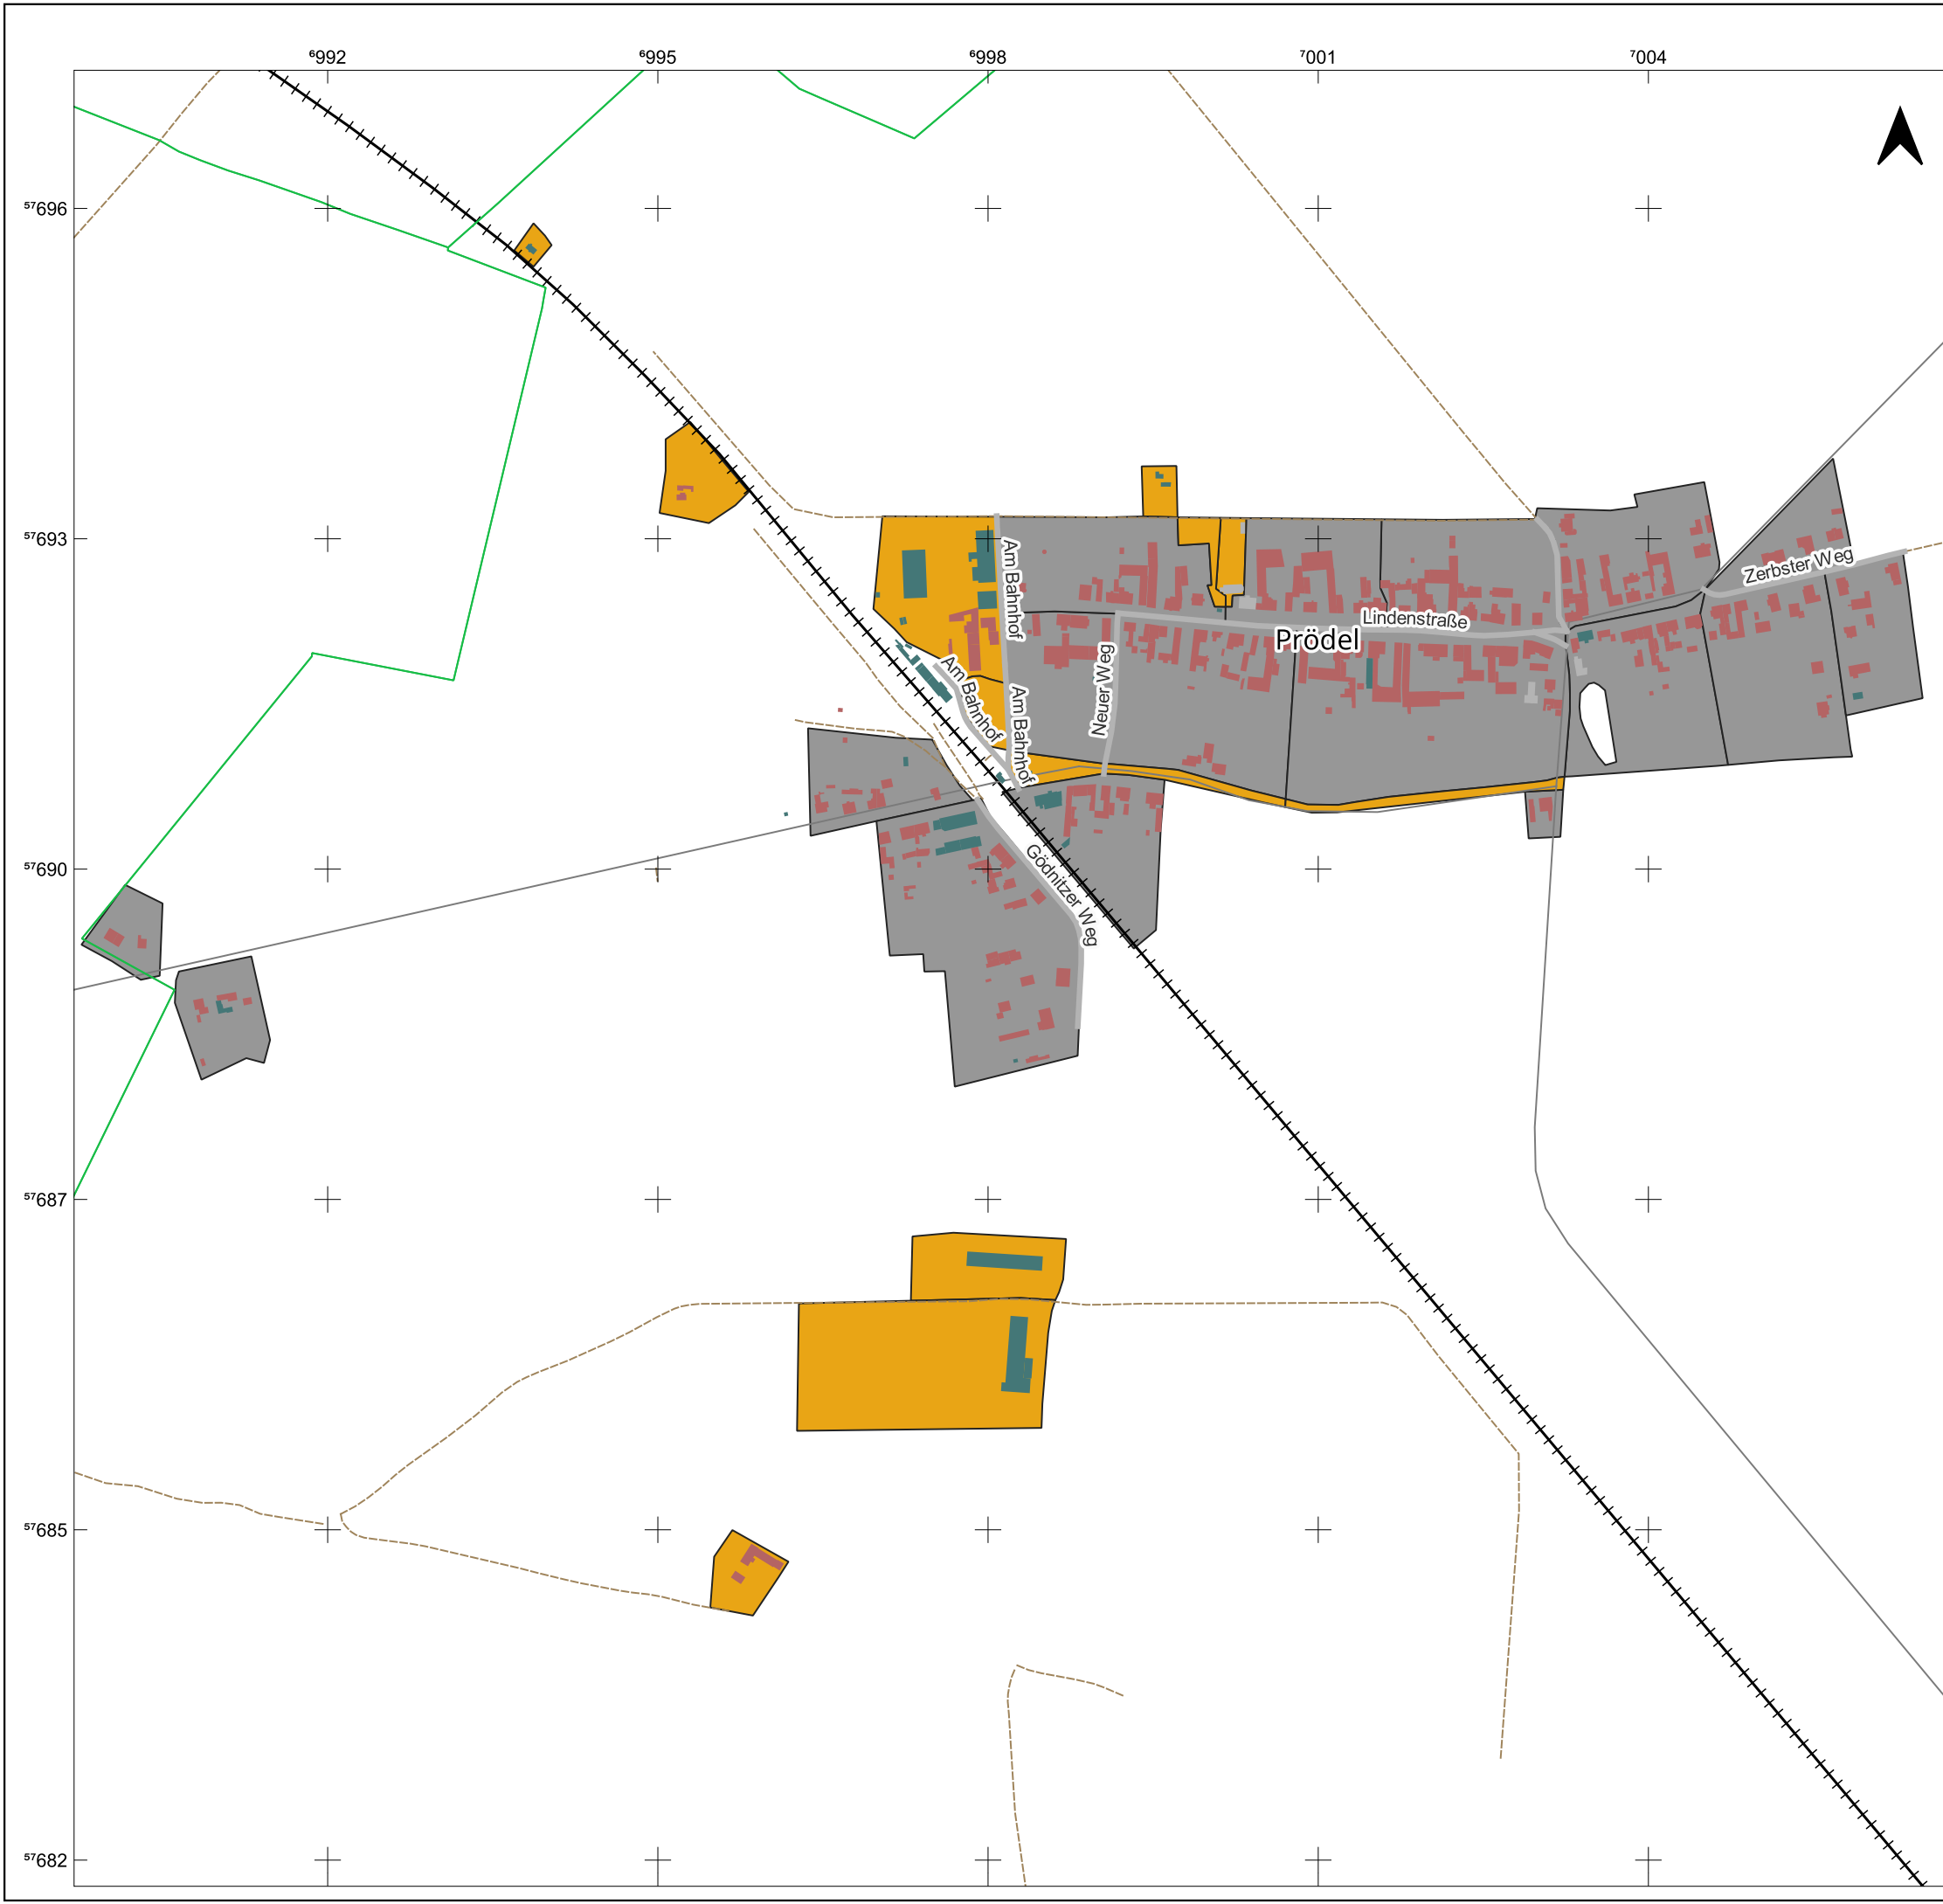 ⁶992 ⁶995 ⁶998 ⁷001 ⁷004
⁵⁷696
⁵⁷693
⁵⁷690
⁵⁷687
⁵⁷685
⁵⁷682
Am Bahnhof
Zerbster Weg
Lindenstraße
Prödel
Am Bahnhof
Neuer Weg
Am Bahnhof
Gödnitzer Weg